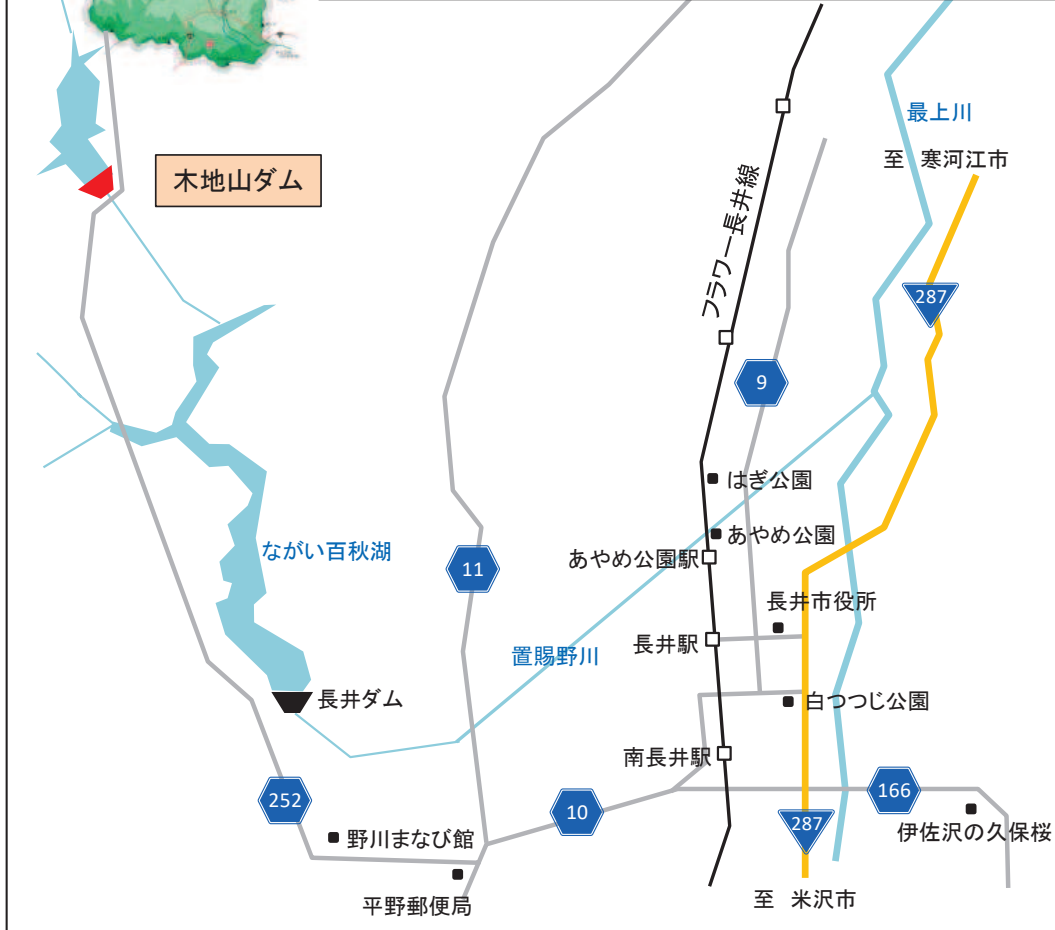 最上川
至 寒河江市
木地山ダム
フラワー長井線
287
9
はぎ公園
あやめ公園
ながい百秋湖
あやめ公園駅
11
長井市役所
長井駅
置賜野川
長井ダム
白つつじ公園
南長井駅
252
10
166
287
野川まなび館
伊佐沢の久保桜
平野郵便局
至 米沢市